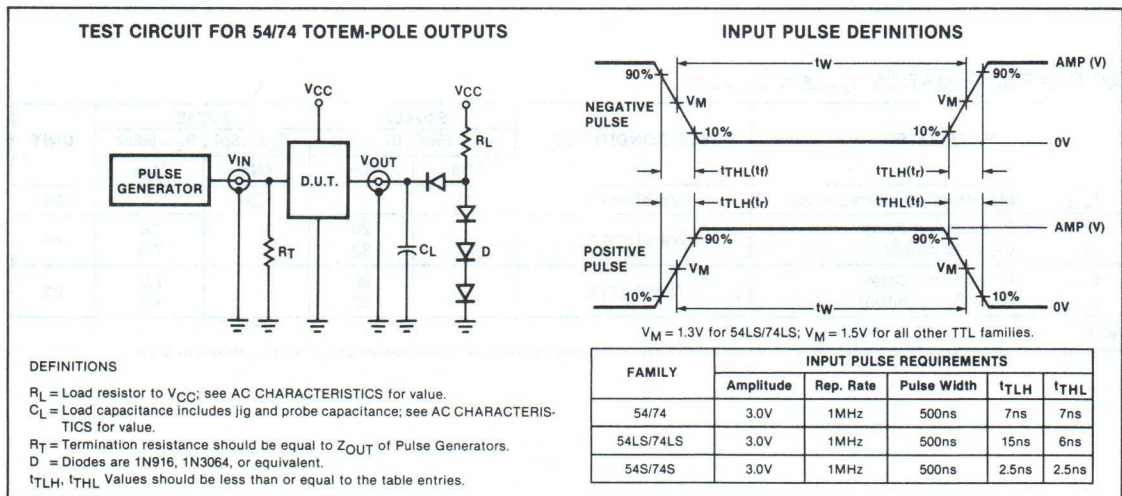 TEST CIRCUIT FOR 54/74 TOTEM-POLE OUTPUTS
VCC
VCC
RL
PULSE GENERATOR
VIN
D.U.T.
VOUT
RT
CL
D
DEFINITIONS
RL = Load resistor to VCC; see AC CHARACTERISTICS for value.
CL = Load capacitance includes jig and probe capacitance; see AC CHARACTERIS-
TICS for value.
RT = Termination resistance should be equal to ZOUT of Pulse Generators.
D = Diodes are 1N916, 1N3064, or equivalent.
tTLH, tTHL Values should be less than or equal to the table entries.
INPUT PULSE DEFINITIONS
tW
AMP (V)
90%
90%
NEGATIVE
PULSE
VM
VM
10%
10%
0V
tTHL(tf)
tTLH(tr)
tTLH(tr)
tTHL(tf)
AMP (V)
90%
90%
POSITIVE
PULSE
VM
VM
10%
10%
tW
0V
VM = 1.3V for 54LS/74LS; VM = 1.5V for all other TTL families.
FAMILY
INPUT PULSE REQUIREMENTS
Amplitude Rep. Rate Pulse Width tTLH tTHL
54/74 3.0V 1MHz 500ns 7ns 7ns
54LS/74LS 3.0V 1MHz 500ns 15ns 6ns
54S/74S 3.0V 1MHz 500ns 2.5ns 2.5ns